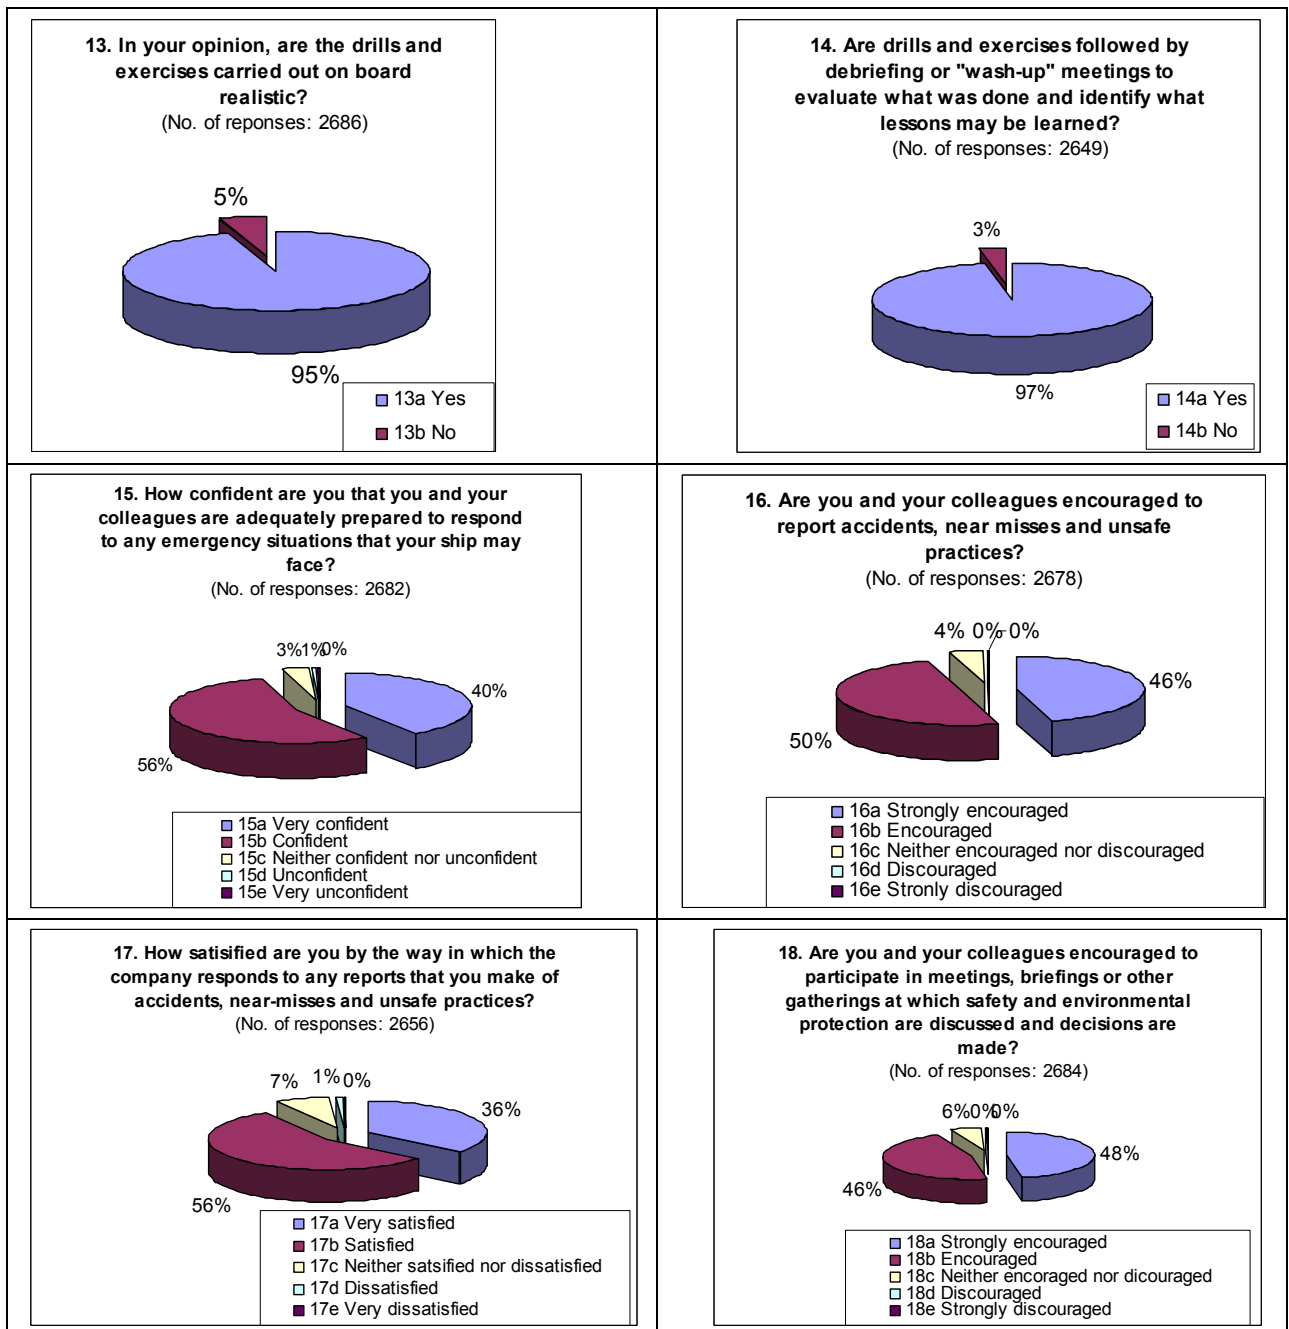 13. In your opinion, are the drills and
exercises carried out on board
realistic?
(No. of reponses: 2686)
5%
95%
13a Yes
13b No
14. Are drills and exercises followed by
debriefing or "wash-up" meetings to
evaluate what was done and identify what
lessons may be learned?
(No. of responses: 2649)
3%
97%
14a Yes
14b No
15. How confident are you that you and your
colleagues are adequately prepared to respond
to any emergency situations that your ship may
face?
(No. of responses: 2682)
3% 1% 0%
40%
56%
15a Very confident
15b Confident
15c Neither confident nor unconfident
15d Unconfident
15e Very unconfident
16. Are you and your colleagues encouraged to
report accidents, near misses and unsafe
practices?
(No. of responses: 2678)
4% 0% 0%
46%
50%
16a Strongly encouraged
16b Encouraged
16c Neither encouraged nor discouraged
16d Discouraged
16e Stronly discouraged
17. How satisified are you by the way in which the
company responds to any reports that you make of
accidents, near-misses and unsafe practices?
(No. of responses: 2656)
7% 1% 0%
36%
56%
17a Very satisfied
17b Satisfied
17c Neither satsified nor dissatisfied
17d Dissatisfied
17e Very dissatisfied
18. Are you and your colleagues encouraged to
participate in meetings, briefings or other
gatherings at which safety and environmental
protection are discussed and decisions are
made?
(No. of responses: 2684)
6% 0% 0%
48%
46%
18a Strongly encouraged
18b Encouraged
18c Neither encoraged nor dicouraged
18d Discouraged
18e Strongly discouraged